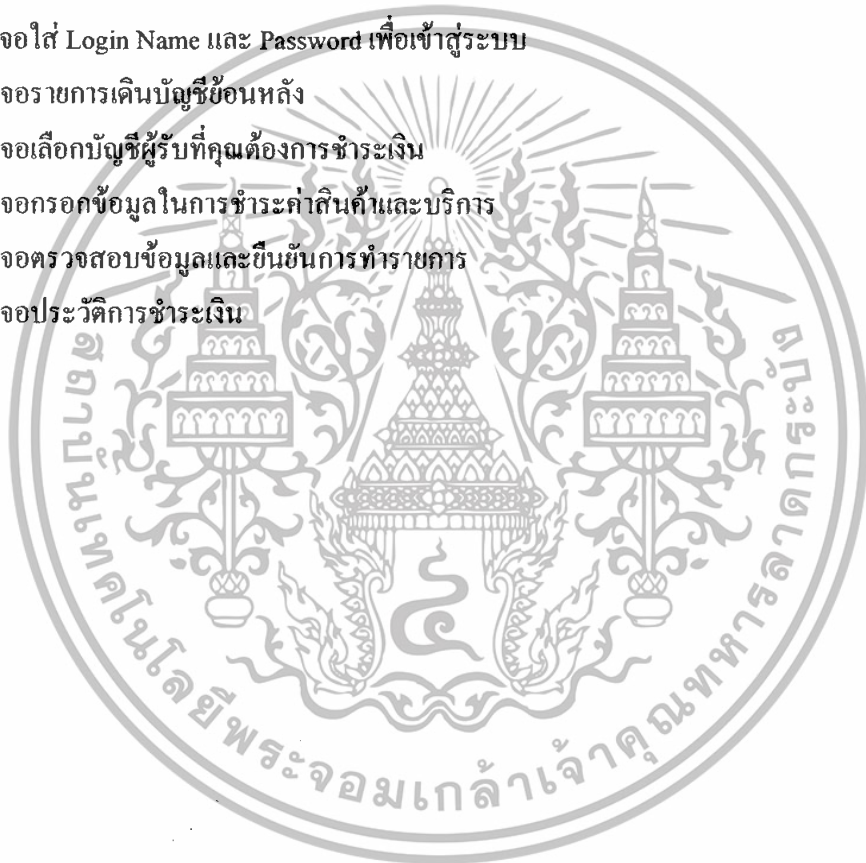 จอใส่ Login Name และ Password เพื่อเข้าสู่ระบบ
จอรายการเดินบัญชีย้อนหลัง
จอเลือกบัญชีผู้รับที่คุณต้องการชำระเงิน
จอกรอกข้อมูลในการชำระค่าสินค้าและบริการ
จอตรวจสอบข้อมูลและยืนยันการทำรายการ
จอประวัติการชำระเงิน
สถาบันเทคโนโลยีพระจอมเกล้าเจ้าคุณทหารลาดกระบัง